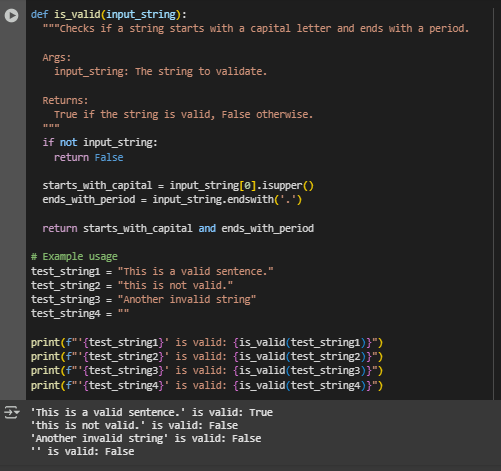 def is_valid(input_string):
  """Checks if a string starts with a capital letter and ends with a period.

  Args:
    input_string: The string to validate.

  Returns:
    True if the string is valid, False otherwise.
  """
  if not input_string:
    return False

  starts_with_capital = input_string[0].isupper()
  ends_with_period = input_string.endswith('.')

  return starts_with_capital and ends_with_period

# Example usage
test_string1 = "This is a valid sentence."
test_string2 = "this is not valid."
test_string3 = "Another invalid string"
test_string4 = ""

print(f"'{test_string1}' is valid: {is_valid(test_string1)}")
print(f"'{test_string2}' is valid: {is_valid(test_string2)}")
print(f"'{test_string3}' is valid: {is_valid(test_string3)}")
print(f"'{test_string4}' is valid: {is_valid(test_string4)}")

'This is a valid sentence.' is valid: True
'this is not valid.' is valid: False
'Another invalid string' is valid: False
'' is valid: False